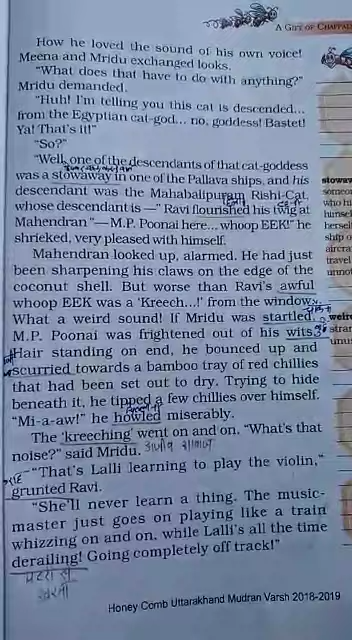 A GIFT OF CHAPPAL
How he loved the sound of his own voice!
Meena and Mridu exchanged looks.
"What does that have to do with anything?"
Mridu demanded.
"Huh! I'm telling you this cat is descended...
from the Egyptian cat-god... no, goddess! Bastet!
Ya! That's it!"
"So?"
"Well, one of the descendants of that cat-goddess
was a stowaway in one of the Pallava ships, and his
descendant was the Mahabalipuram Rishi-Cat,
whose descendant is —" Ravi flourished his twig at
Mahendran "—M.P. Poonai here... whoop EEK!" he
shrieked, very pleased with himself.
Mahendran looked up, alarmed. He had just
been sharpening his claws on the edge of the
coconut shell. But worse than Ravi's awful
whoop EEK was a 'Kreech...!' from the window.
What a weird sound! If Mridu was startled,
M.P. Poonai was frightened out of his wits.
Hair standing on end, he bounced up and
scurried towards a bamboo tray of red chillies
that had been set out to dry. Trying to hide
beneath it, he tipped a few chillies over himself.
"Mi-a-aw!" he howled miserably.
The 'kreeching' went on and on. "What's that
noise?" said Mridu.
"That's Lalli learning to play the violin,"
grunted Ravi.
"She'll never learn a thing. The music-
master just goes on playing like a train
whizzing on and on, while Lalli's all the time
derailing! Going completely off track!"
stowaw
someon
who hi
himse
hersel
ship o
aircra
travel
unnot
weir
stran
unus
Honey Comb Uttarakhand Mudran Varsh 2018-2019